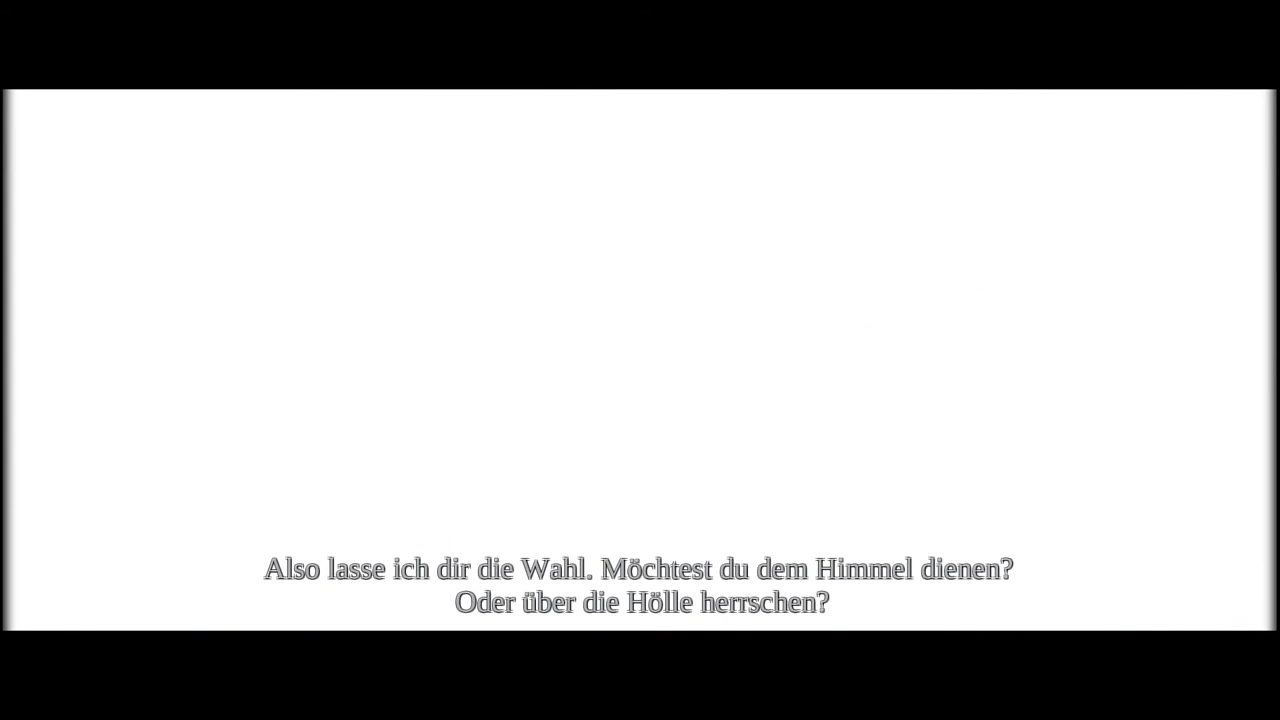 Also lasse ich dir die Wahl. Möchtest du dem Himmel dienen?
Oder über die Hölle herrschen?